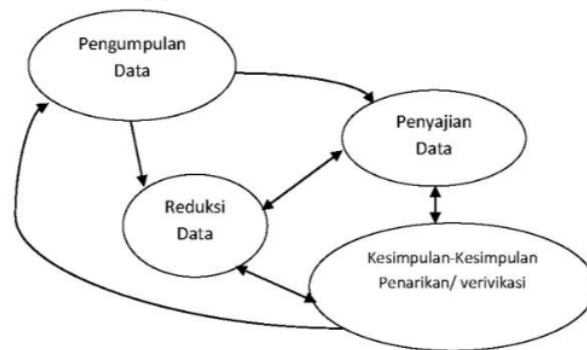 Pengumpulan
Data
Penyajian
Data
Reduksi
Data
Kesimpulan-Kesimpulan
Penarikan/ verivikasi